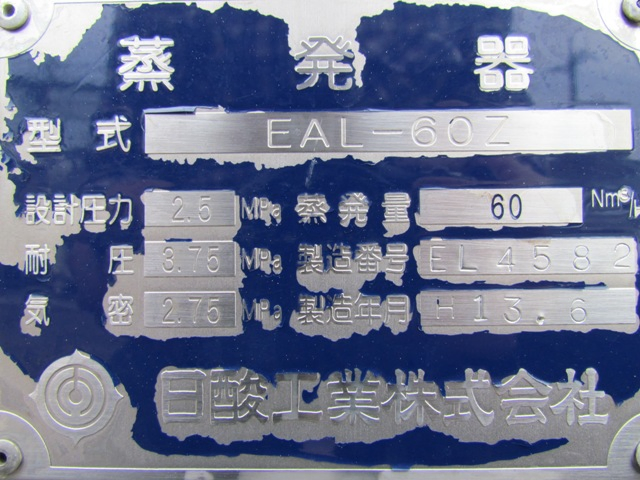 蒸発器
型式 EAL-60Z
設計圧力 2.5 MPa 蒸発量 60 Nm³/H
耐圧 3.75 MPa 製造番号 EL4582
気密 2.75 MPa 製造年月 H13.6
日酸工業株式会社